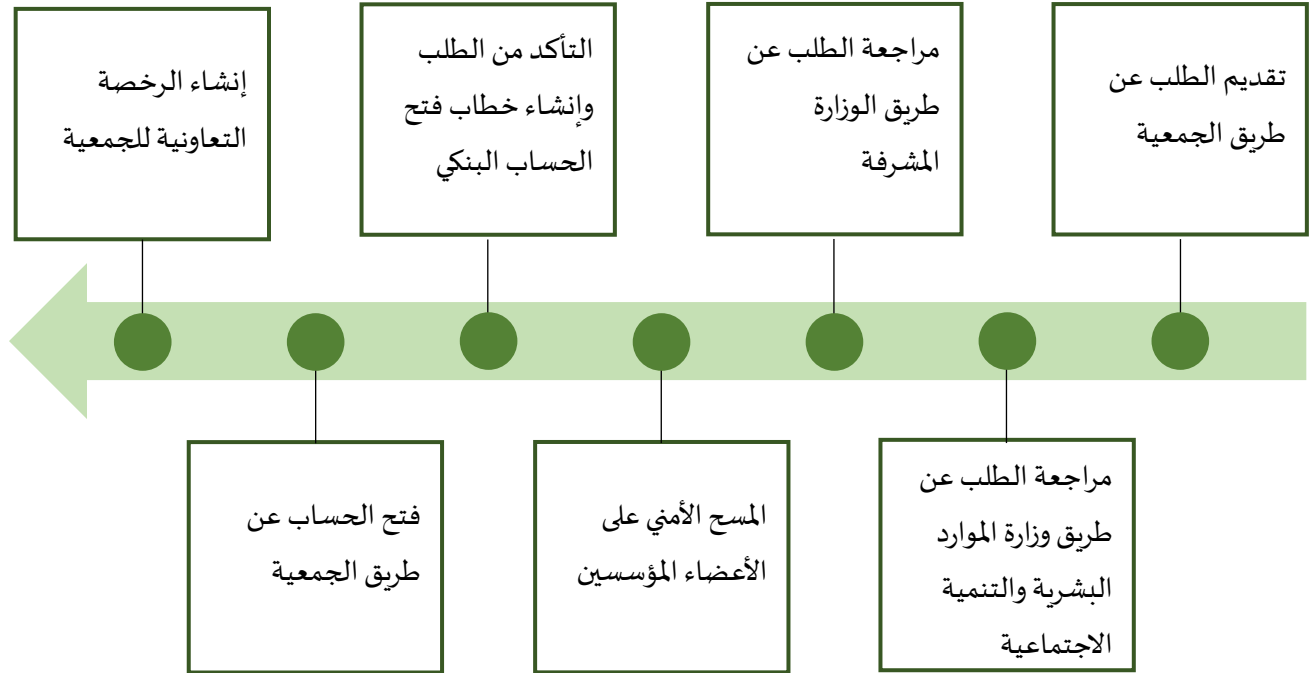 تقديم الطلب عن
طريق الجمعية
مراجعة الطلب عن
طريق وزارة الموارد
البشرية والتنمية
الاجتماعية
مراجعة الطلب عن
طريق الوزارة
المشرفة
المسح الأمني على
الأعضاء المؤسسين
التأكد من الطلب
وإنشاء خطاب فتح
الحساب البنكي
فتح الحساب عن
طريق الجمعية
إنشاء الرخصة
التعاونية للجمعية